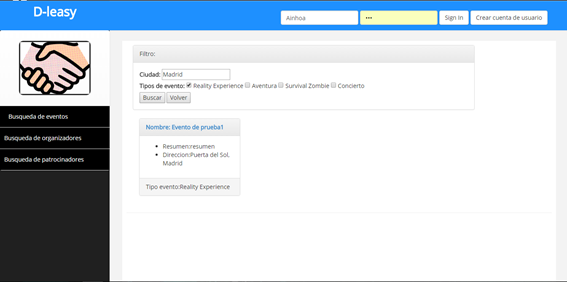 D-leasy
Ainhoa
•••
Sign In
Crear cuenta de usuario
Busqueda de eventos
Busqueda de organizadores
Busqueda de patrocinadores
Filtro:
Ciudad: Madrid
Tipos de evento: Reality Experience Aventura Survival Zombie Concierto
Buscar Volver
Nombre: Evento de prueba1
Resumen:resumen
Direccion:Puerta del Sol,
Madrid
Tipo evento:Reality Experience